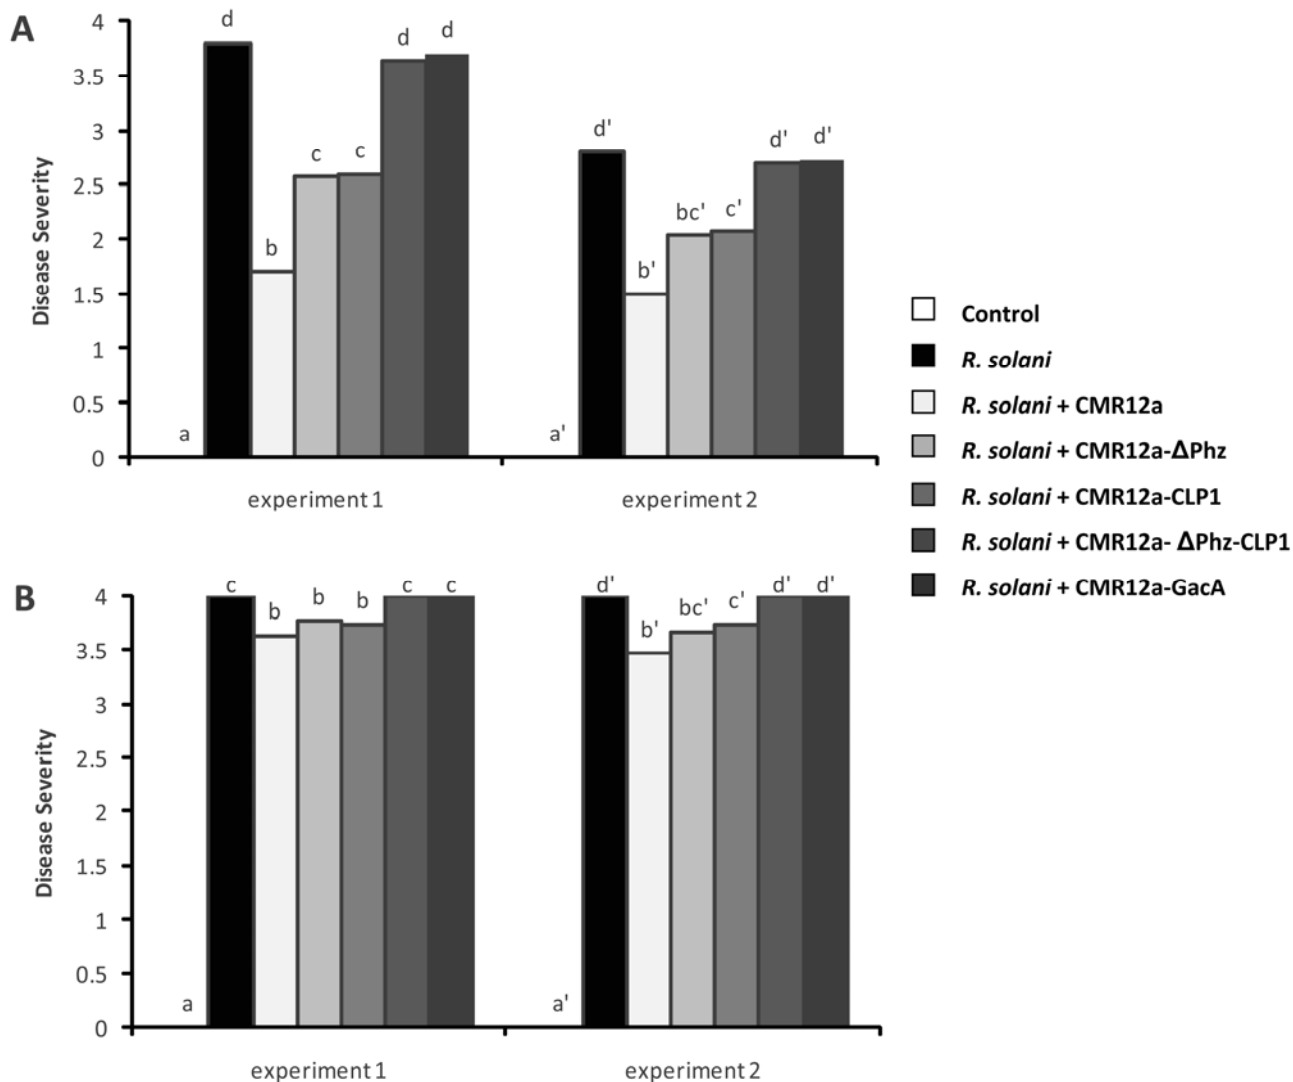 A
Disease Severity
4
3.5
3
2.5
2
1.5
1
0.5
0
a
d
b
c
c
d
d
a'
d'
b'
bc'
c'
d'
d'
experiment 1
experiment 2
Control
R. solani
R. solani + CMR12a
R. solani + CMR12a-ΔPhz
R. solani + CMR12a-CLP1
R. solani + CMR12a- ΔPhz-CLP1
R. solani + CMR12a-GacA
B
Disease Severity
4
3.5
3
2.5
2
1.5
1
0.5
0
a
c
b
b
b
c
c
a'
d'
b'
bc'
c'
d'
d'
experiment 1
experiment 2